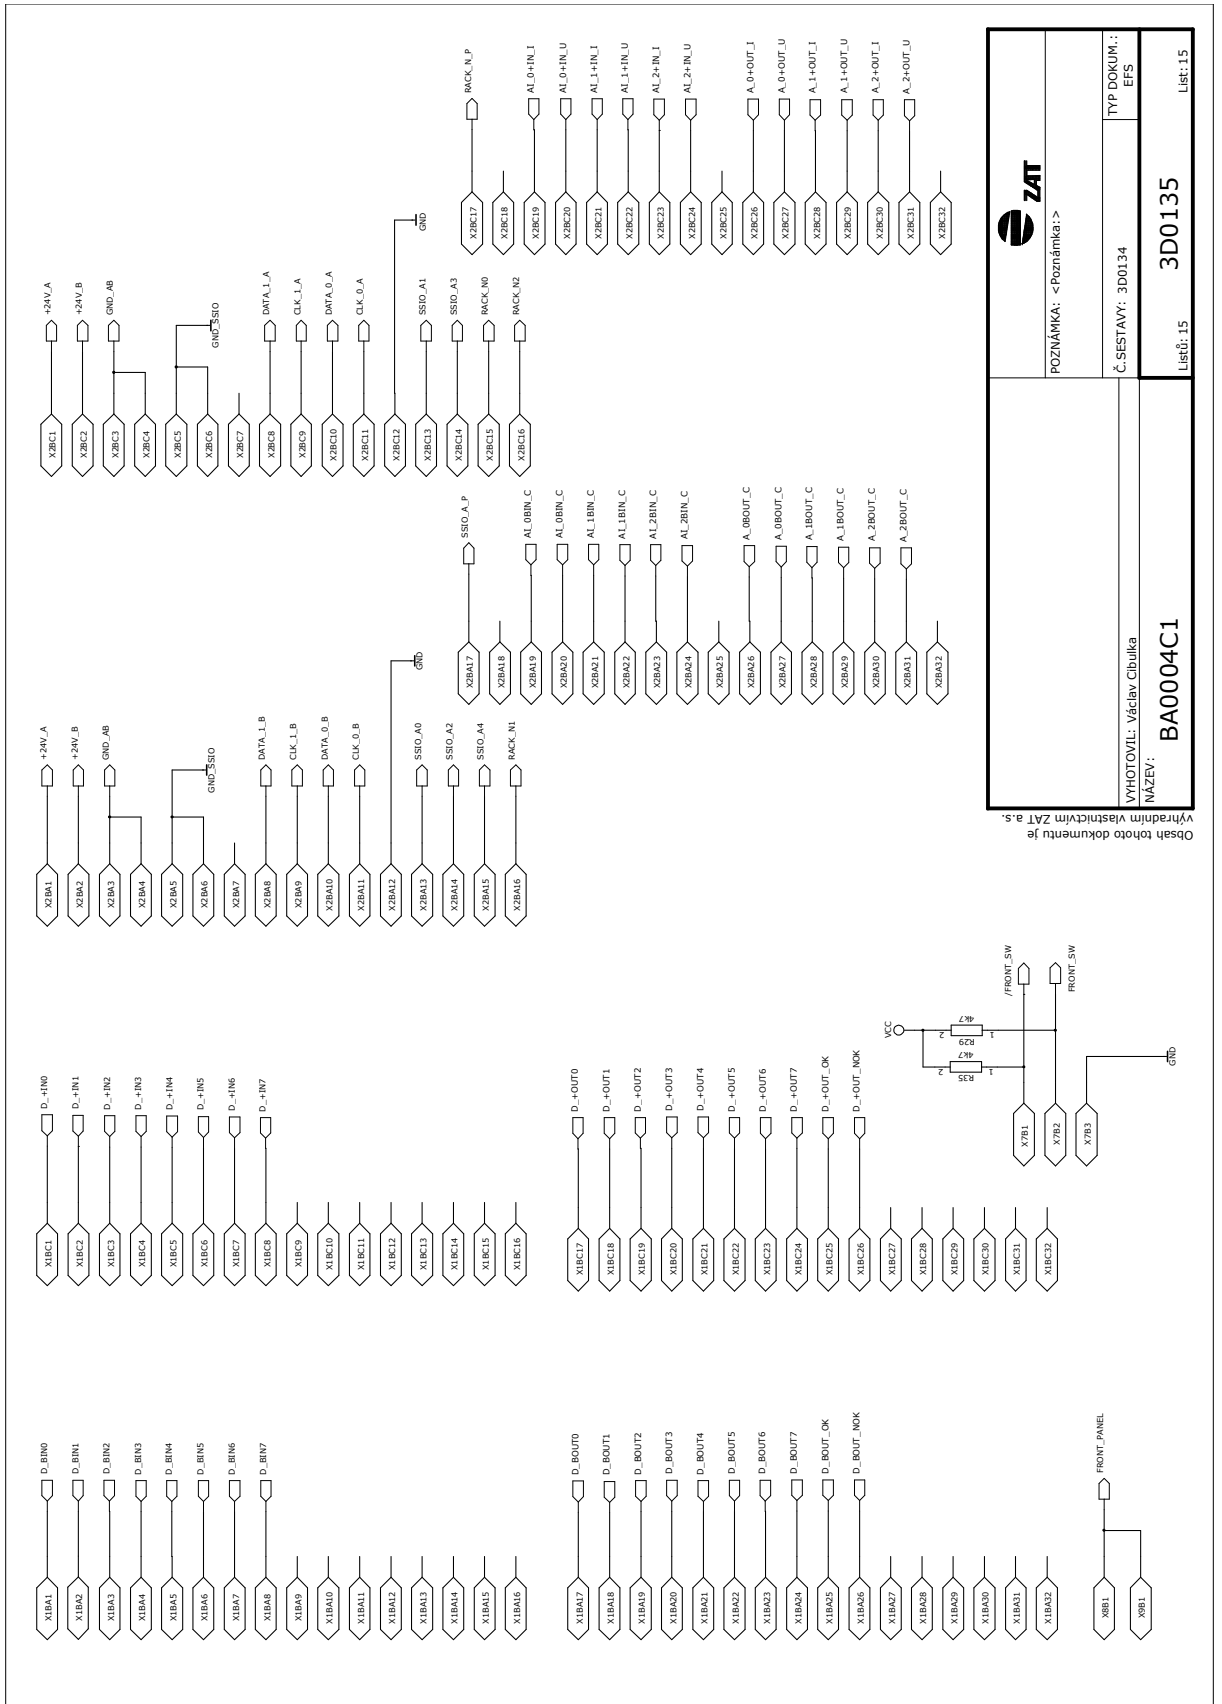 X1BA1 D_BIN0
X1BA2 D_BIN1
X1BA3 D_BIN2
X1BA4 D_BIN3
X1BA5 D_BIN4
X1BA6 D_BIN5
X1BA7 D_BIN6
X1BA8 D_BIN7
X1BA9
X1BA10
X1BA11
X1BA12
X1BA13
X1BA14
X1BA15
X1BA16
X1BA17 D_BOUT0
X1BA18 D_BOUT1
X1BA19 D_BOUT2
X1BA20 D_BOUT3
X1BA21 D_BOUT4
X1BA22 D_BOUT5
X1BA23 D_BOUT6
X1BA24 D_BOUT7
X1BA25 D_BOUT_OK
X1BA26 D_BOUT_NOK
X1BA27
X1BA28
X1BA29
X1BA30
X1BA31
X1BA32
X8B1 FRONT_PANEL
X9B1
X1BC1 D_+IN0
X1BC2 D_+IN1
X1BC3 D_+IN2
X1BC4 D_+IN3
X1BC5 D_+IN4
X1BC6 D_+IN5
X1BC7 D_+IN6
X1BC8 D_+IN7
X1BC9
X1BC10
X1BC11
X1BC12
X1BC13
X1BC14
X1BC15
X1BC16
X1BC17 D_+OUT0
X1BC18 D_+OUT1
X1BC19 D_+OUT2
X1BC20 D_+OUT3
X1BC21 D_+OUT4
X1BC22 D_+OUT5
X1BC23 D_+OUT6
X1BC24 D_+OUT7
X1BC25 D_+OUT_OK
X1BC26 D_+OUT_NOK
X1BC27
X1BC28
X1BC29
X1BC30
X1BC31
X1BC32
VCC
1 R35 2
4k7
1 R29 2
4k7
X7B1 /FRONT_SW
X7B2 FRONT_SW
X7B3
GND
X2BA1 +24V_A
X2BA2 +24V_B
X2BA3 GND_AB
X2BA4
X2BA5
X2BA6 GND_SSIO
X2BA7
X2BA8 DATA_1_B
X2BA9 CLK_1_B
X2BA10 DATA_0_B
X2BA11 CLK_0_B
X2BA12 GND
X2BA13 SSIO_A0
X2BA14 SSIO_A2
X2BA15 SSIO_A4
X2BA16 RACK_N1
X2BA17 SSIO_A_P
X2BA18
X2BA19 AI_0BIN_C
X2BA20 AI_0BIN_C
X2BA21 AI_1BIN_C
X2BA22 AI_1BIN_C
X2BA23 AI_2BIN_C
X2BA24 AI_2BIN_C
X2BA25
X2BA26 A_0BOUT_C
X2BA27 A_0BOUT_C
X2BA28 A_1BOUT_C
X2BA29 A_1BOUT_C
X2BA30 A_2BOUT_C
X2BA31 A_2BOUT_C
X2BA32
X2BC1 +24V_A
X2BC2 +24V_B
X2BC3 GND_AB
X2BC4
X2BC5
X2BC6 GND_SSIO
X2BC7
X2BC8 DATA_1_A
X2BC9 CLK_1_A
X2BC10 DATA_0_A
X2BC11 CLK_0_A
X2BC12 GND
X2BC13 SSIO_A1
X2BC14 SSIO_A3
X2BC15 RACK_N0
X2BC16 RACK_N2
X2BC17 RACK_N_P
X2BC18
X2BC19 AI_0+IN_I
X2BC20 AI_0+IN_U
X2BC21 AI_1+IN_I
X2BC22 AI_1+IN_U
X2BC23 AI_2+IN_I
X2BC24 AI_2+IN_U
X2BC25
X2BC26 A_0+OUT_I
X2BC27 A_0+OUT_U
X2BC28 A_1+OUT_I
X2BC29 A_1+OUT_U
X2BC30 A_2+OUT_I
X2BC31 A_2+OUT_U
X2BC32
Obsah tohoto dokumentu je
výhradním vlastnictvím ZAT a.s.
ZAT
POZNÁMKA: <Poznámka:>
VYHOTOVIL: Václav Cibulka
Č.SESTAVY: 3D0134
TYP DOKUM.:
EFS
NÁZEV:
BA0004C1
3D0135
Listů: 15
List: 15